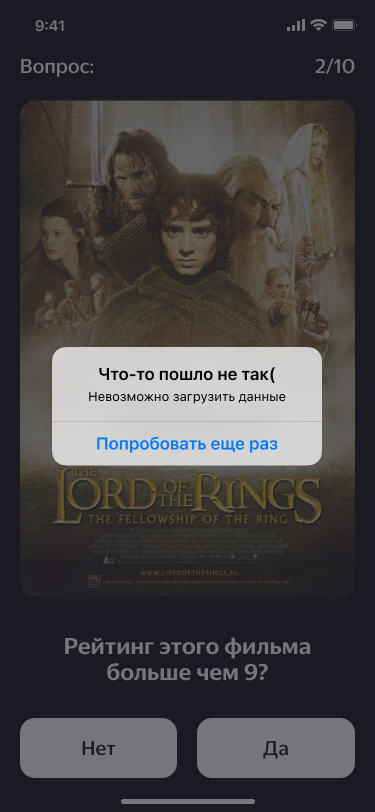 9:41
Вопрос:
2/10
Что-то пошло не так(
Невозможно загрузить данные
Попробовать еще раз
THE
LORD OF THE RINGS
THE FELLOWSHIP OF THE RING
WWW.LORDOFTHERINGS.NL
Рейтинг этого фильма
больше чем 9?
Нет
Да